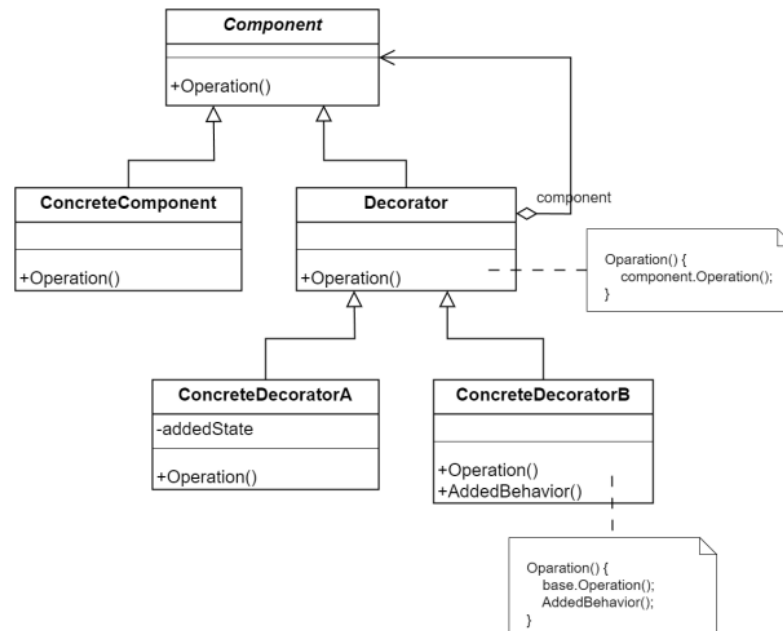 Component
+Operation()
ConcreteComponent
+Operation()
Decorator
+Operation()
component
Oparation() {
component.Operation();
}
ConcreteDecoratorA
-addedState
+Operation()
ConcreteDecoratorB
+Operation()
+AddedBehavior()
Oparation() {
base.Operation();
AddedBehavior();
}